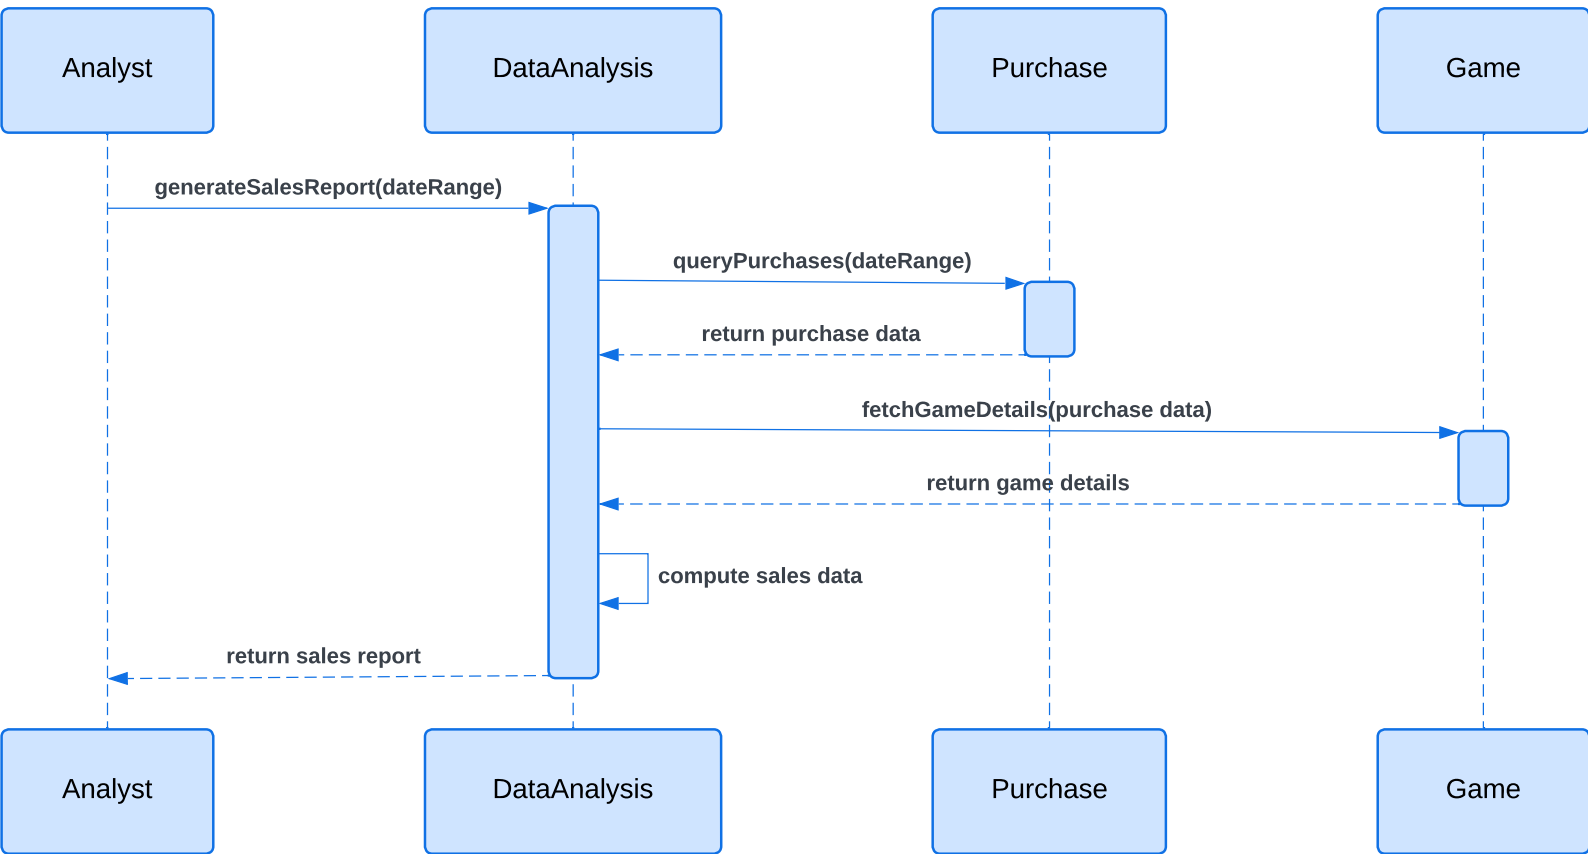 Analyst
DataAnalysis
Purchase
Game
generateSalesReport(dateRange)
queryPurchases(dateRange)
return purchase data
fetchGameDetails(purchase data)
return game details
compute sales data
return sales report
Analyst
DataAnalysis
Purchase
Game